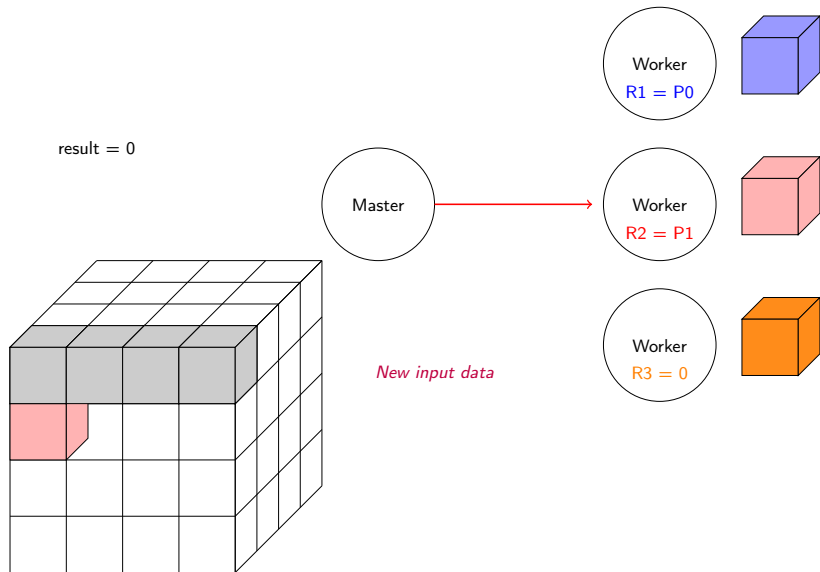 Worker
R1 = P0
result = 0
Master
Worker
R2 = P1
Worker
R3 = 0
New input data